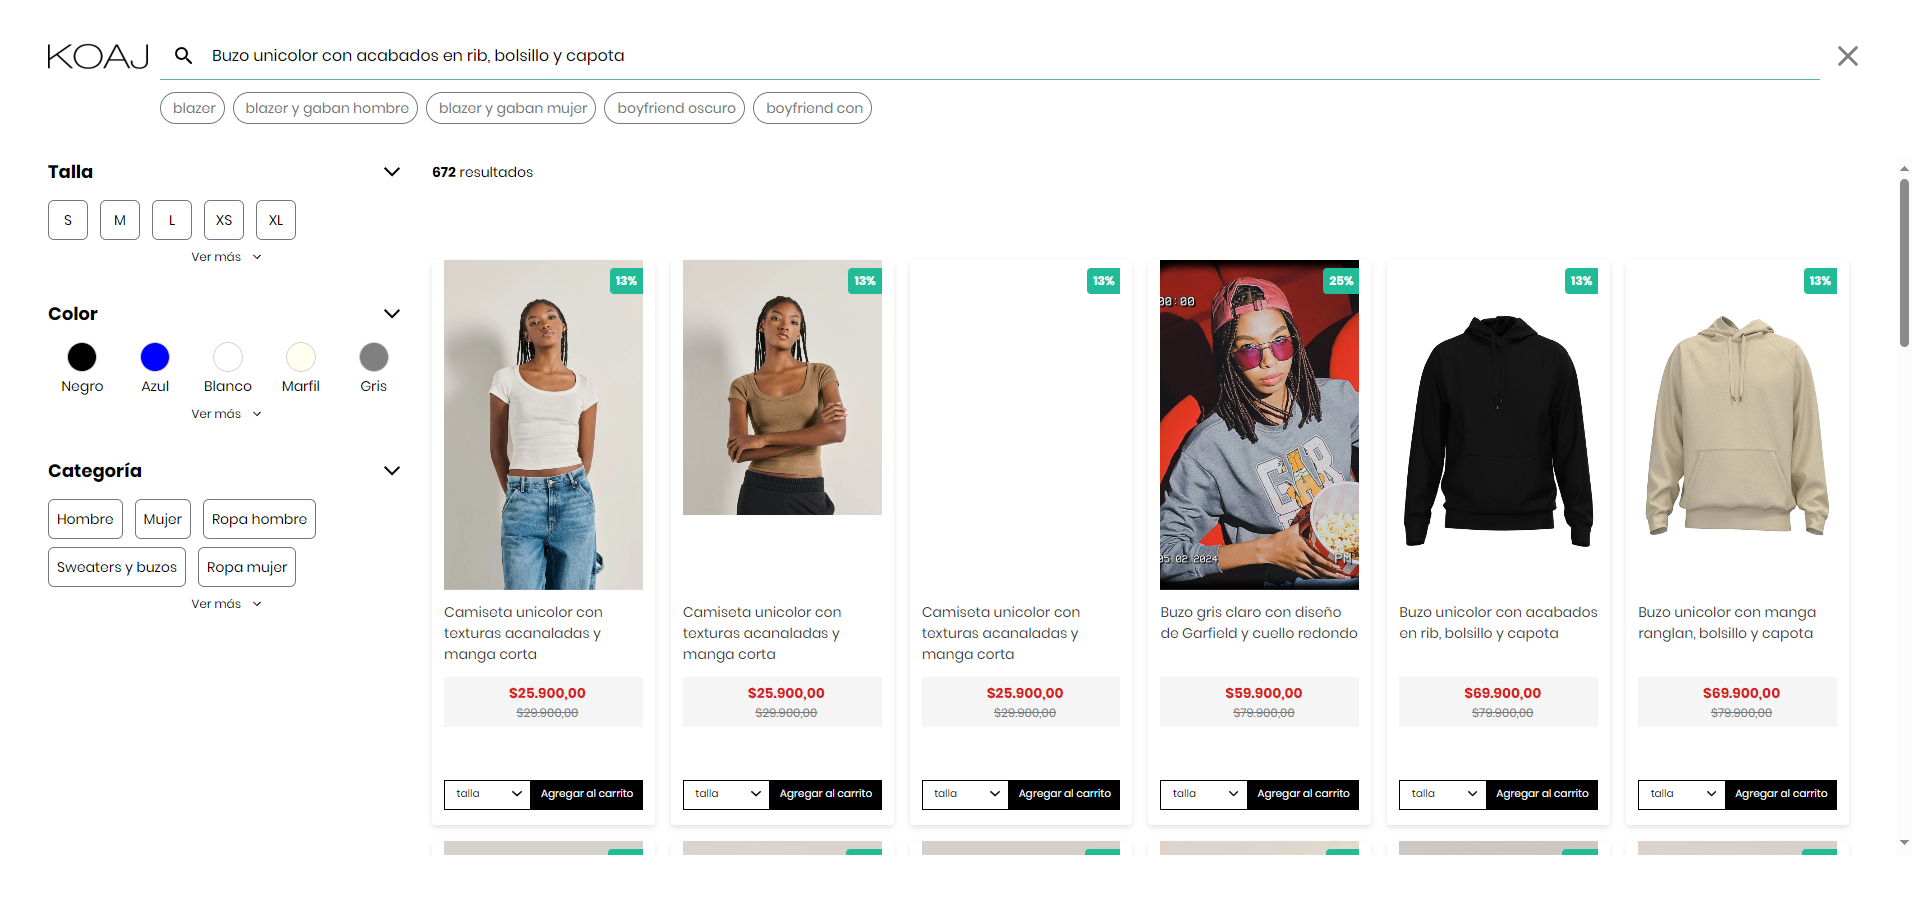 KOAJ
Buzo unicolor con acabados en rib, bolsillo y capota
blazer
blazer y gaban hombre
blazer y gaban mujer
boyfriend oscuro
boyfriend con
Talla
S
M
L
XS
XL
Ver más
Color
Negro
Azul
Blanco
Marfil
Gris
Ver más
Categoría
Hombre
Mujer
Ropa hombre
Sweaters y buzos
Ropa mujer
Ver más
672 resultados
13%
Camiseta unicolor con
texturas acanaladas y
manga corta
$25.900,00
$29.900,00
talla
Agregar al carrito
13%
Camiseta unicolor con
texturas acanaladas y
manga corta
$25.900,00
$29.900,00
talla
Agregar al carrito
13%
Camiseta unicolor con
texturas acanaladas y
manga corta
$25.900,00
$29.900,00
talla
Agregar al carrito
25%
00:00
05 02 2024
PM
Buzo gris claro con diseño
de Garfield y cuello redondo
$59.900,00
$79.900,00
talla
Agregar al carrito
13%
Buzo unicolor con acabados
en rib, bolsillo y capota
$69.900,00
$79.900,00
talla
Agregar al carrito
13%
Buzo unicolor con manga
ranglan, bolsillo y capota
$69.900,00
$79.900,00
talla
Agregar al carrito